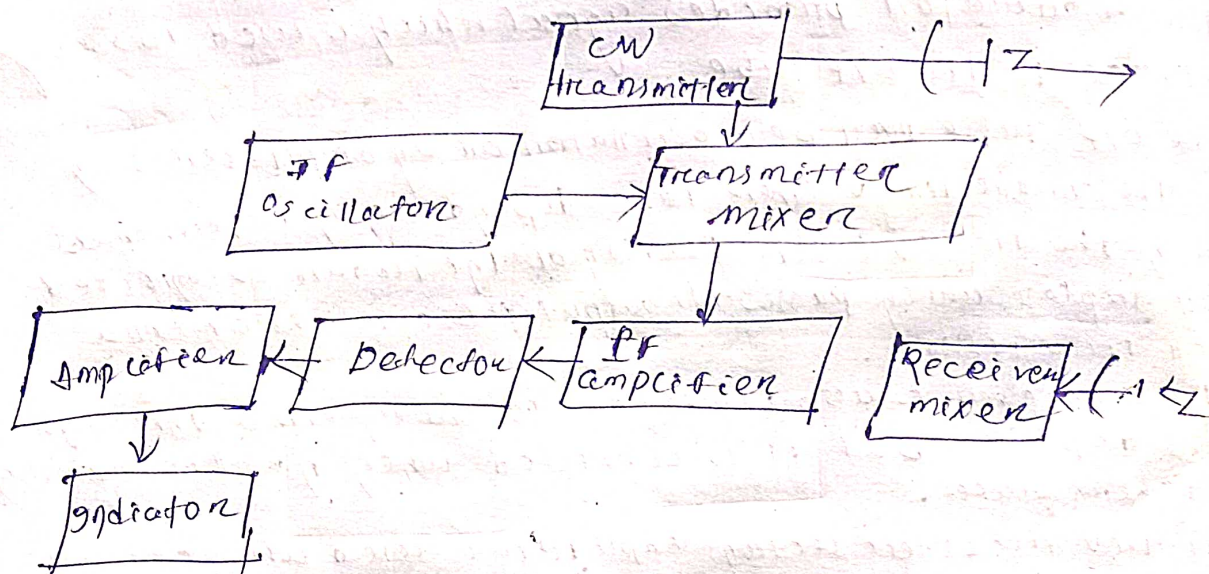 CW
transmitter
IF
oscillator
Transmitter
mixer
Amplifier
Detector
IF
amplifier
Receiver
mixer
Indicator